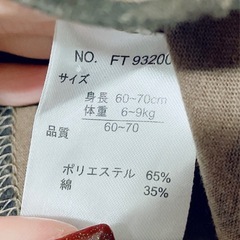 NO. FT 93200
サイズ
身長 60~70cm
体重 6~9kg
品質 60-70
ポリエステル 65%
綿 35%